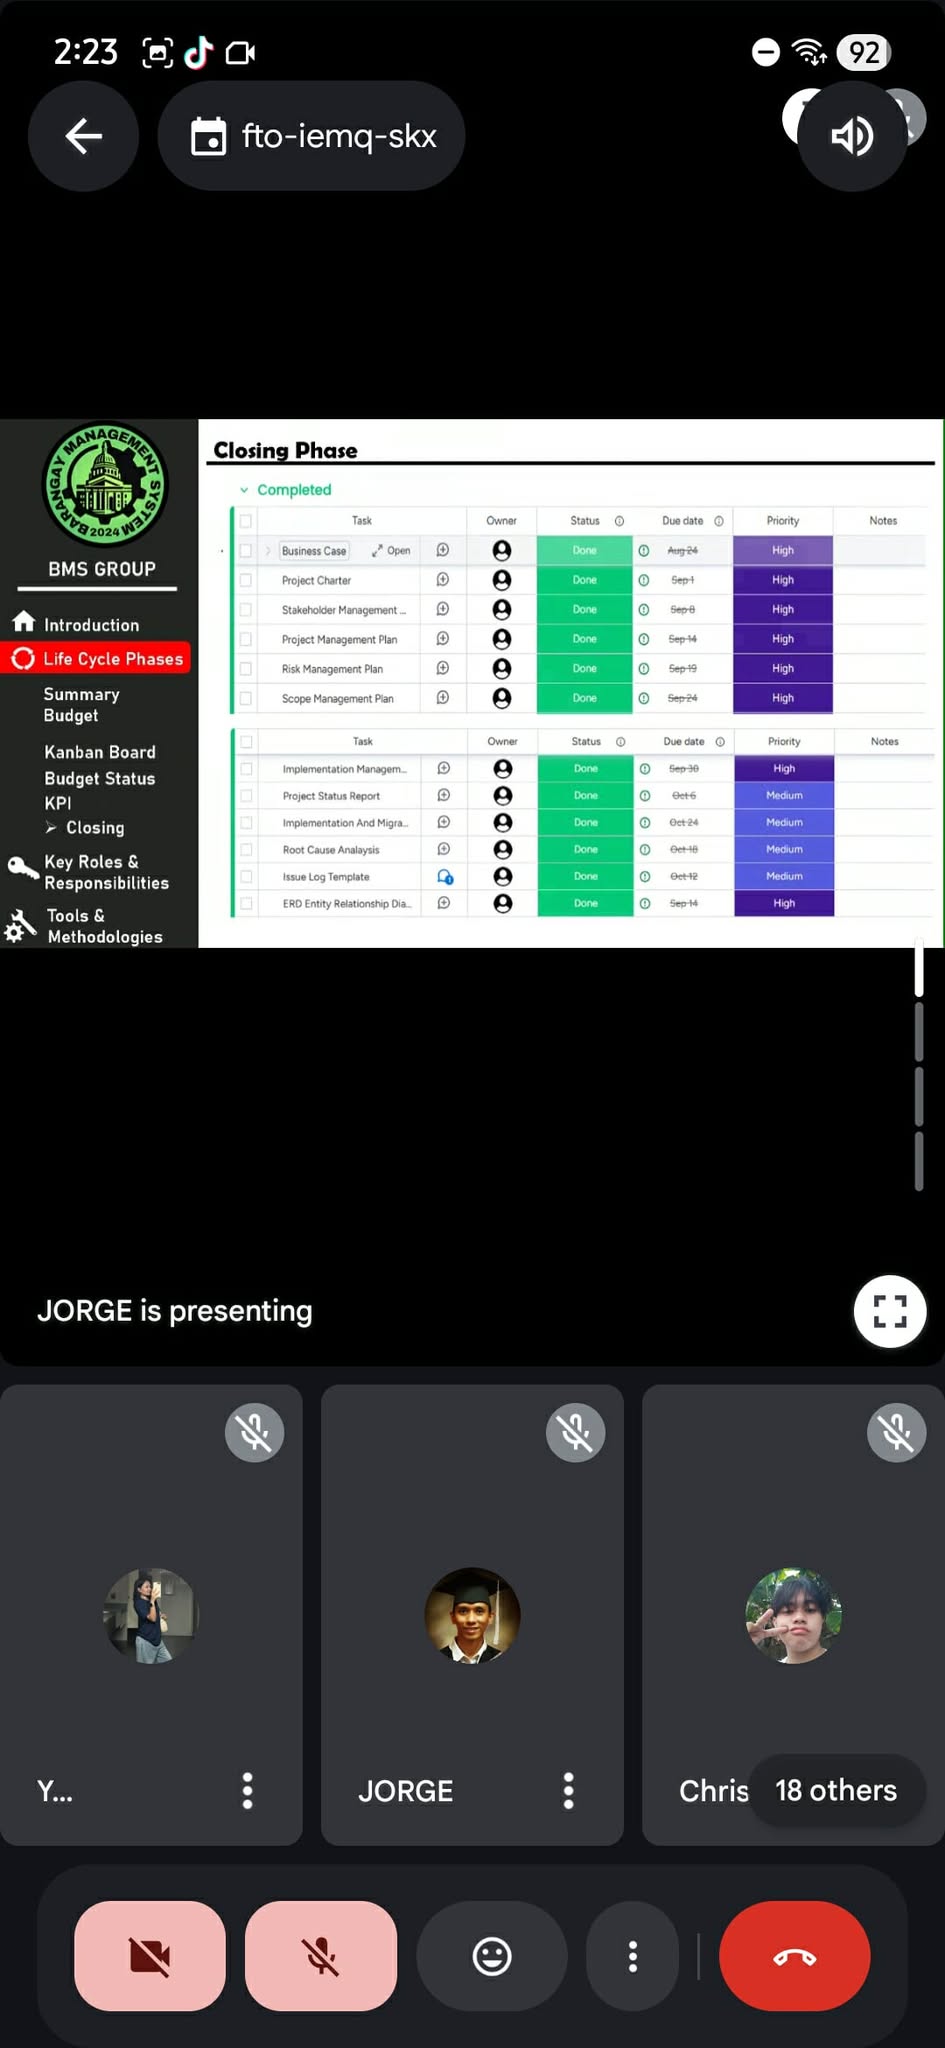 2:23
92
fto-iemq-skx
BARANGAY MANAGEMENT SYSTEM
2024
BMS GROUP
Introduction
Life Cycle Phases
Summary
Budget
Kanban Board
Budget Status
KPI
➢ Closing
Key Roles &
Responsibilities
Tools &
Methodologies
Closing Phase
Completed
Task Owner Status Due date Priority Notes
Business Case Open Done Aug 24 High
Project Charter Done Sep 1 High
Stakeholder Management ... Done Sep 8 High
Project Management Plan Done Sep 14 High
Risk Management Plan Done Sep 19 High
Scope Management Plan Done Sep 24 High
Task Owner Status Due date Priority Notes
Implementation Managem... Done Sep 30 High
Project Status Report Done Oct 6 Medium
Implementation And Migra... Done Oct 24 Medium
Root Cause Analaysis Done Oct 18 Medium
Issue Log Template 1 Done Oct 12 Medium
ERD Entity Relationship Dia... Done Sep 14 High
JORGE is presenting
Y...
JORGE
Chris
18 others